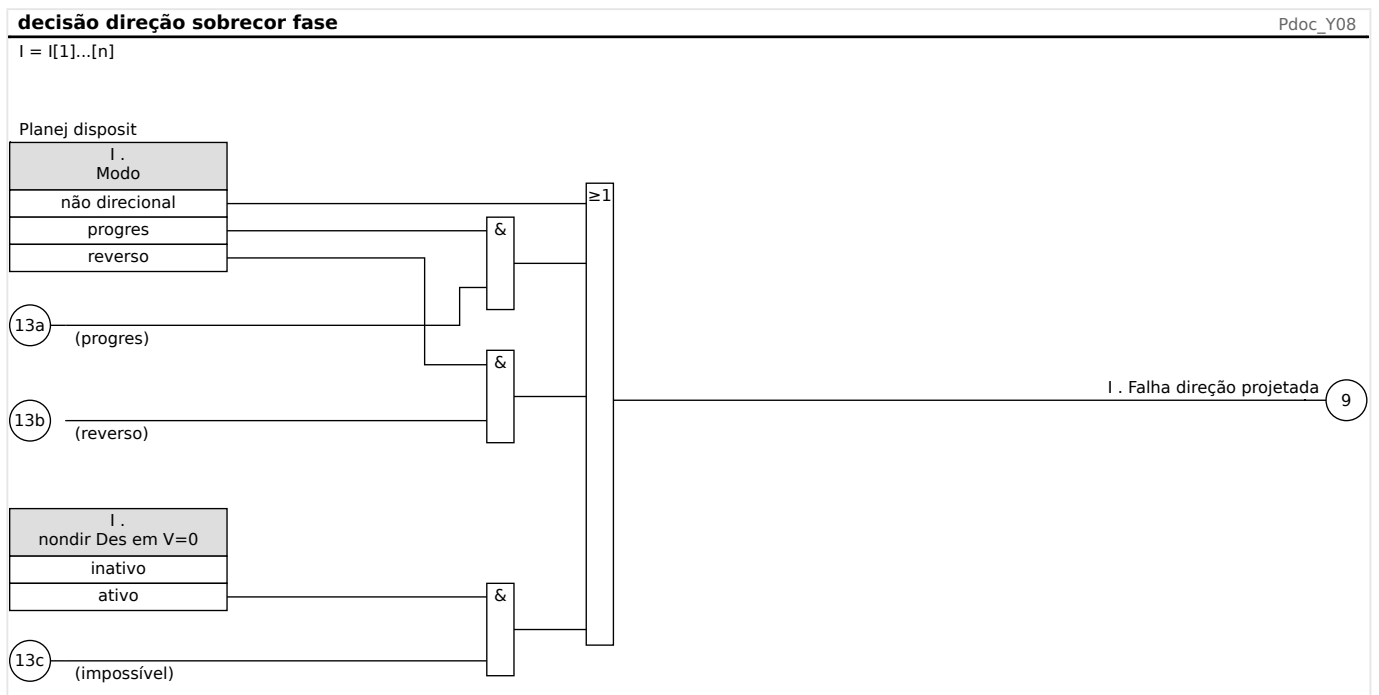 decisão direção sobrecor fase
Pdoc_Y08
I = I[1]...[n]
Planej disposit
I .
Modo
não direcional
progres
reverso
≥1
&
13a
(progres)
&
I . Falha direção projetada
9
13b
(reverso)
I .
nondir Des em V=0
inativo
ativo
&
13c
(impossível)